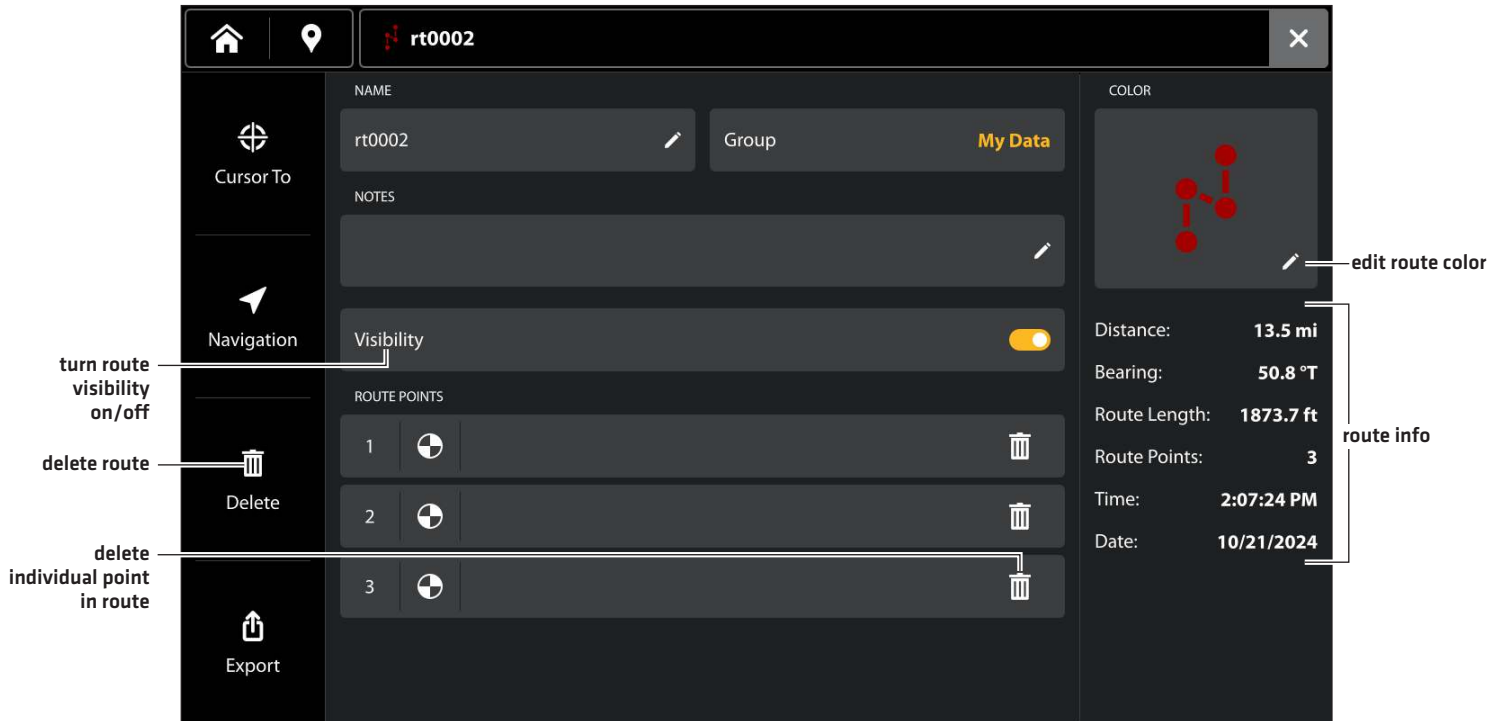 rt0002
NAME
COLOR
rt0002
Group
My Data
Cursor To
NOTES
edit route color
Navigation
Visibility
Distance: 13.5 mi
turn route
visibility
on/off
Bearing: 50.8 °T
ROUTE POINTS
Route Length: 1873.7 ft
1
route info
delete route
Route Points: 3
Delete
Time: 2:07:24 PM
2
Date: 10/21/2024
delete
individual point
in route
3
Export